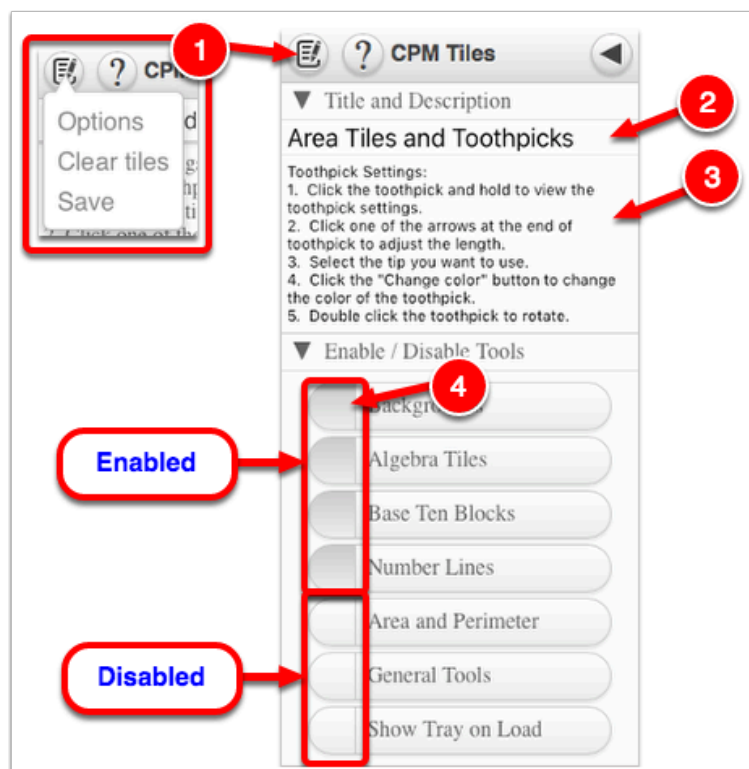 1
CPM Tiles
Options
Clear tiles
Save
Title and Description
2
Area Tiles and Toothpicks
3
Toothpick Settings:
1. Click the toothpick and hold to view the
toothpick settings.
2. Click one of the arrows at the end of
toothpick to adjust the length.
3. Select the tip you want to use.
4. Click the "Change color" button to change
the color of the toothpick.
5. Double click the toothpick to rotate.
Enable / Disable Tools
4
Enabled
Algebra Tiles
Base Ten Blocks
Number Lines
Area and Perimeter
Disabled
General Tools
Show Tray on Load